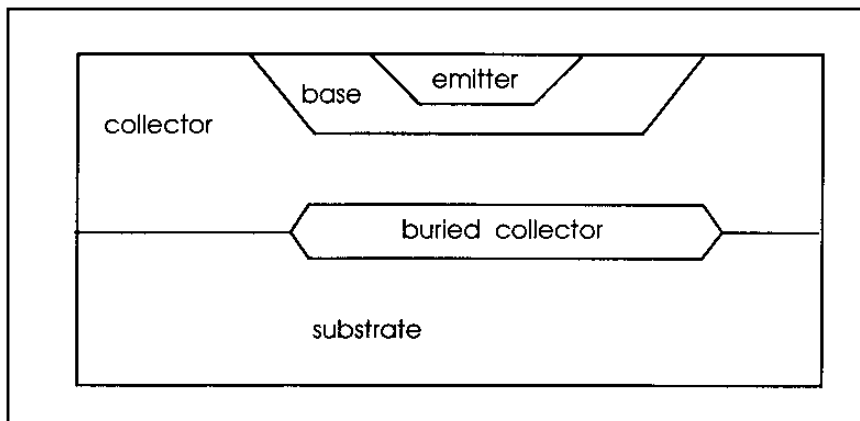 emitter
base
collector
buried collector
substrate